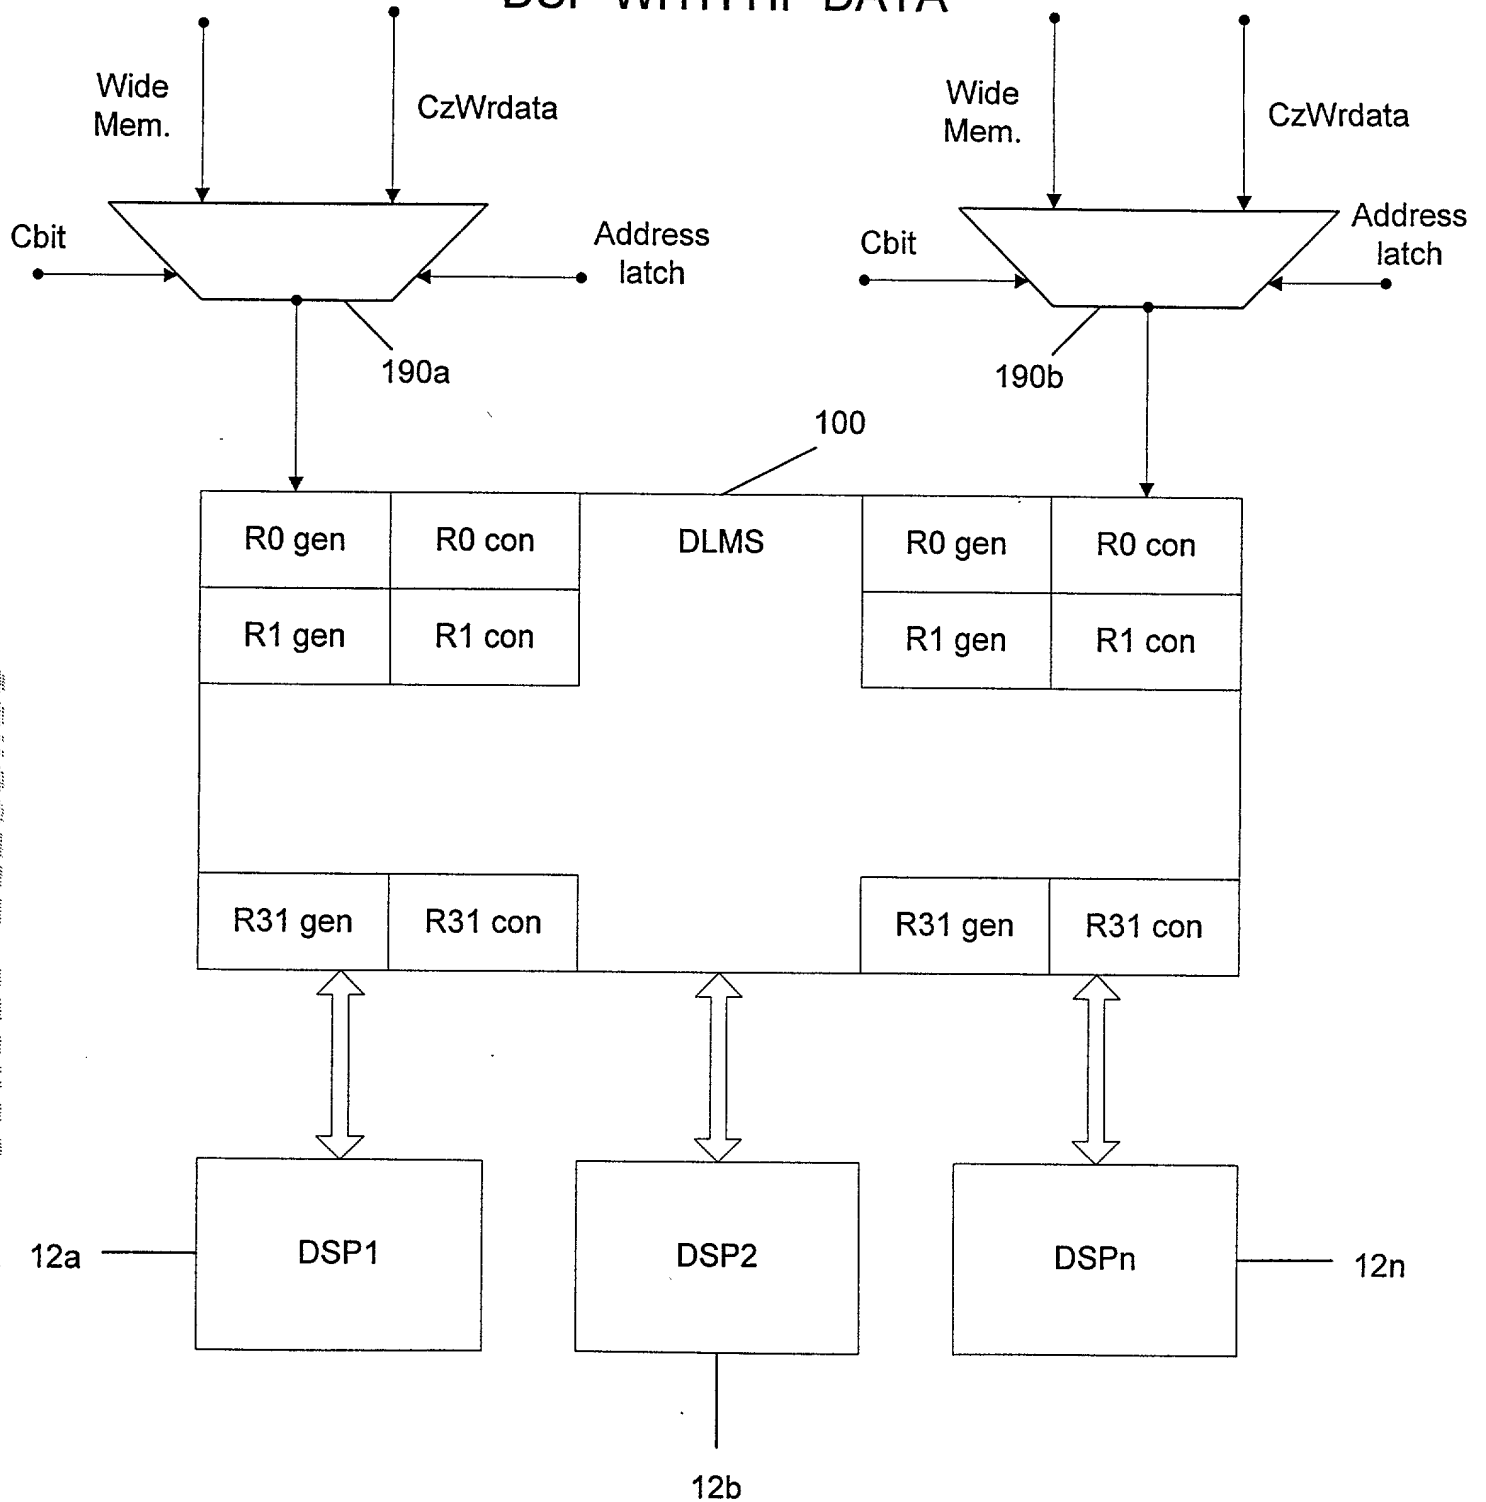 DATA
Wide
Mem.
CzWrdata
Wide
Mem.
CzWrdata
Cbit
Address
latch
Cbit
Address
latch
190a
190b
100
R0 gen
R0 con
DLMS
R0 gen
R0 con
R1 gen
R1 con
R1 gen
R1 con
R31 gen
R31 con
R31 gen
R31 con
12a
DSP1
DSP2
DSPn
12n
12b